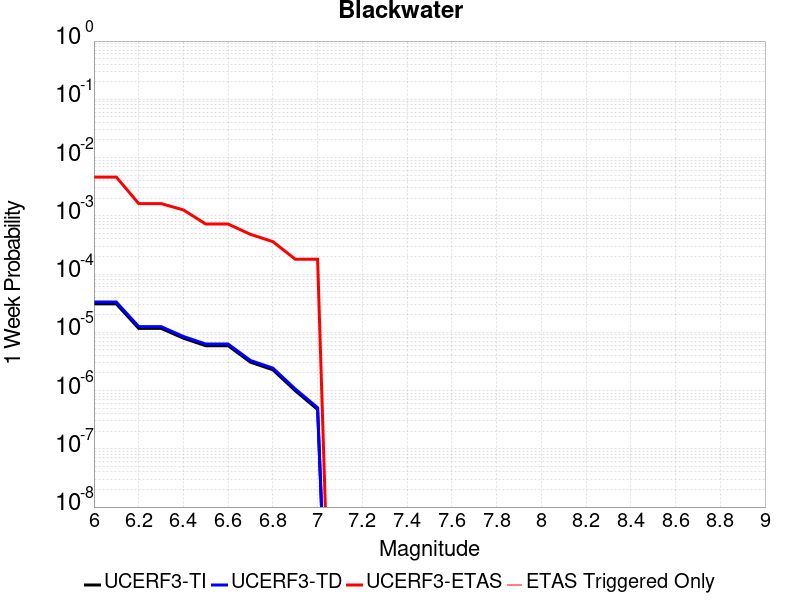 Blackwater
1 Week Probability
10^0
10^-1
10^-2
10^-3
10^-4
10^-5
10^-6
10^-7
10^-8
6 6.2 6.4 6.6 6.8 7 7.2 7.4 7.6 7.8 8 8.2 8.4 8.6 8.8 9
Magnitude
UCERF3-TI UCERF3-TD UCERF3-ETAS ETAS Triggered Only